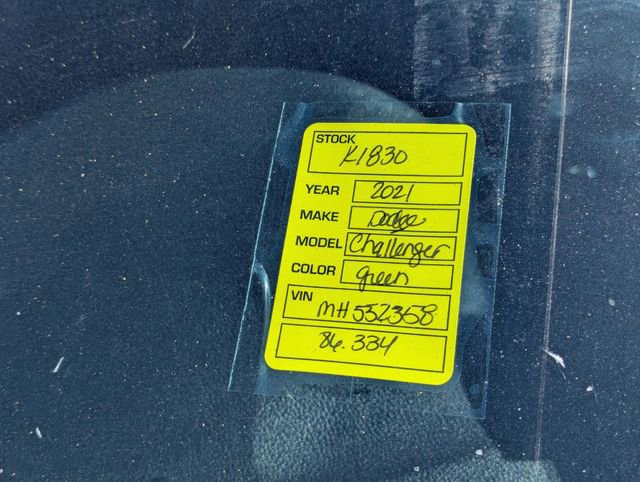 STOCK
K1830
YEAR 2021
MAKE Dodge
MODEL Challenger
COLOR green
VIN MH552358
86.334